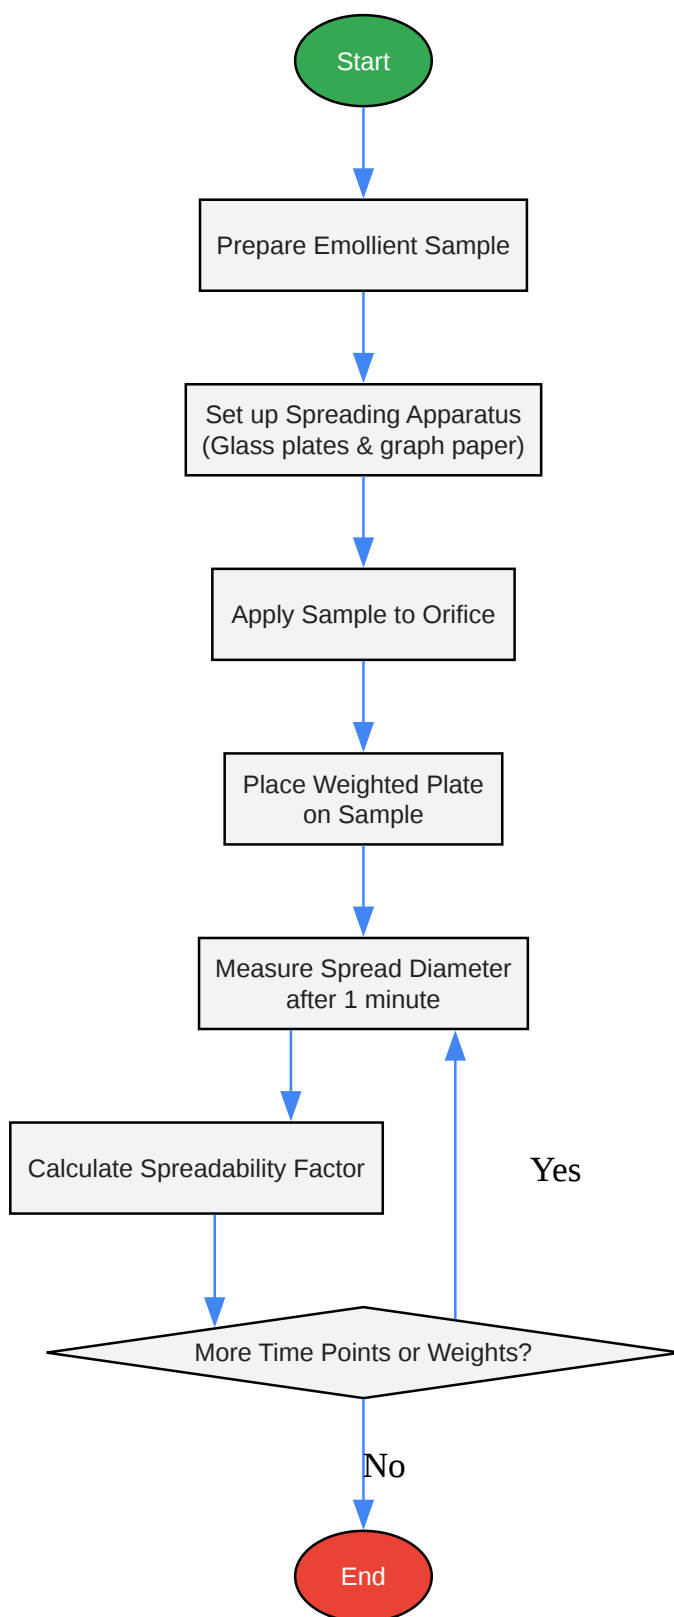 Start
Prepare Emollient Sample
Set up Spreading Apparatus
(Glass plates & graph paper)
Apply Sample to Orifice
Place Weighted Plate
on Sample
Measure Spread Diameter
after 1 minute
Calculate Spreadability Factor
Yes
More Time Points or Weights?
No
End